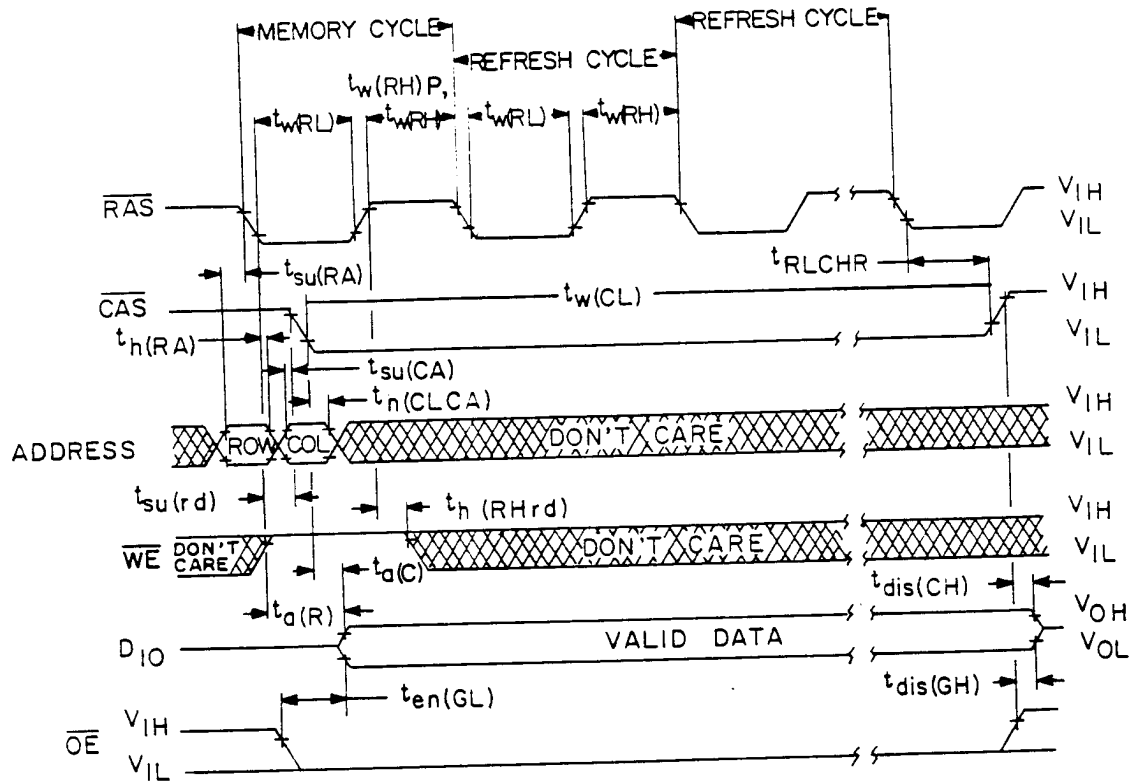 MEMORY CYCLE
REFRESH CYCLE
REFRESH CYCLE
tw(RH)P,
tw(RL)
tw(RH)
tw(RL)
tw(RH)
RAS
VIH
VIL
tRLCHR
tsu(RA)
CAS
tw(CL)
VIH
VIL
th(RA)
tsu(CA)
tn(CLCA)
ADDRESS
ROW
COL
DON'T CARE
VIH
VIL
tsu(rd)
th(RHrd)
WE
DON'T
CARE
DON'T CARE
VIH
VIL
ta(C)
tdis(CH)
ta(R)
DIO
VALID DATA
VOH
VOL
ten(GL)
tdis(GH)
OE
VIH
VIL